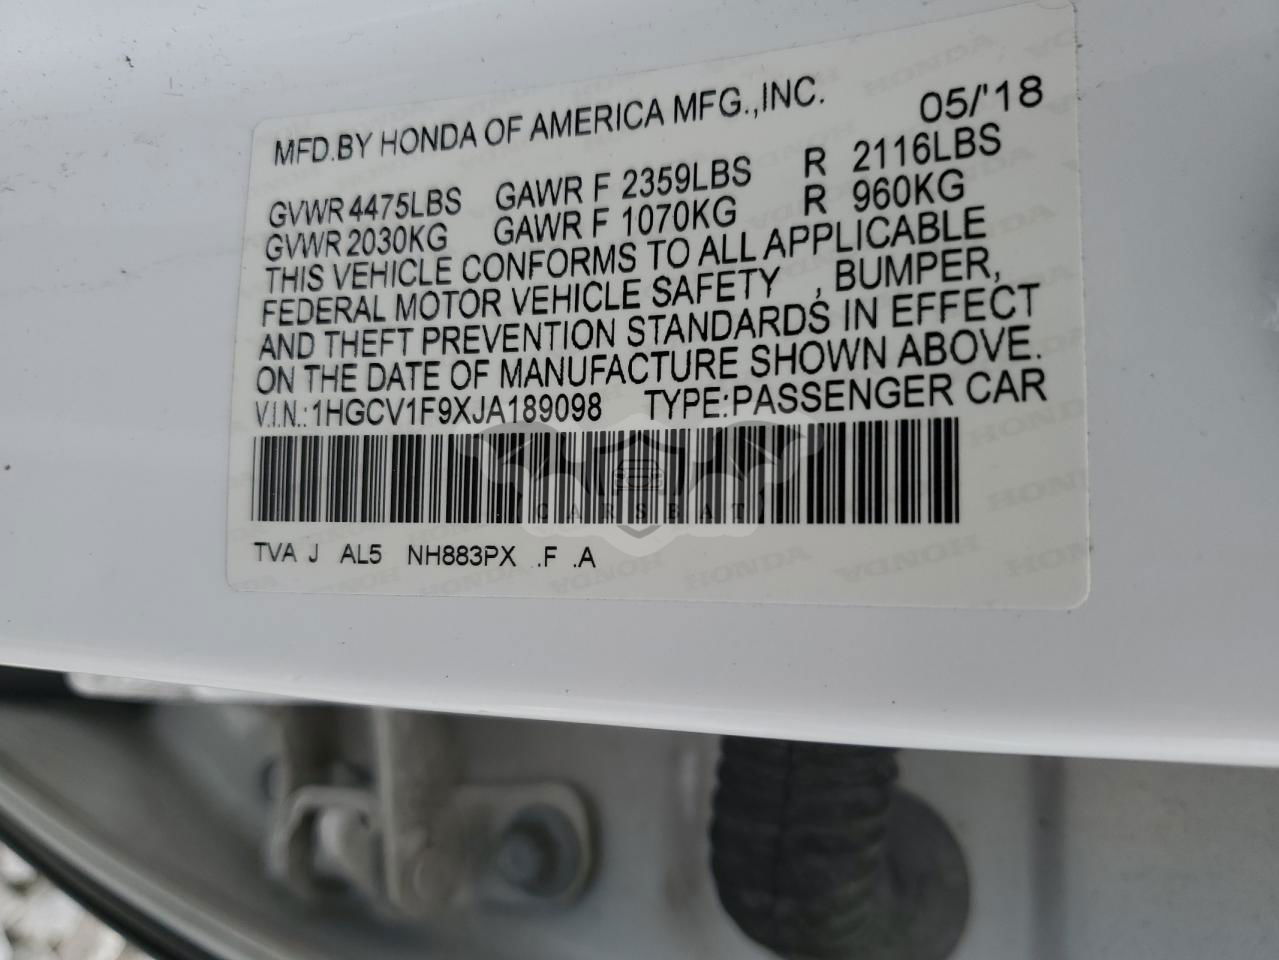 MFD.BY HONDA OF AMERICA MFG.,INC. 05/'18
GVWR 4475LBS GAWR F 2359LBS R 2116LBS
GVWR 2030KG GAWR F 1070KG R 960KG
THIS VEHICLE CONFORMS TO ALL APPLICABLE
FEDERAL MOTOR VEHICLE SAFETY , BUMPER,
AND THEFT PREVENTION STANDARDS IN EFFECT
ON THE DATE OF MANUFACTURE SHOWN ABOVE.
V.I.N.: 1HGCV1F9XJA189098 TYPE:PASSENGER CAR
CARSBAT
TVA J AL5 NH883PX .F .A